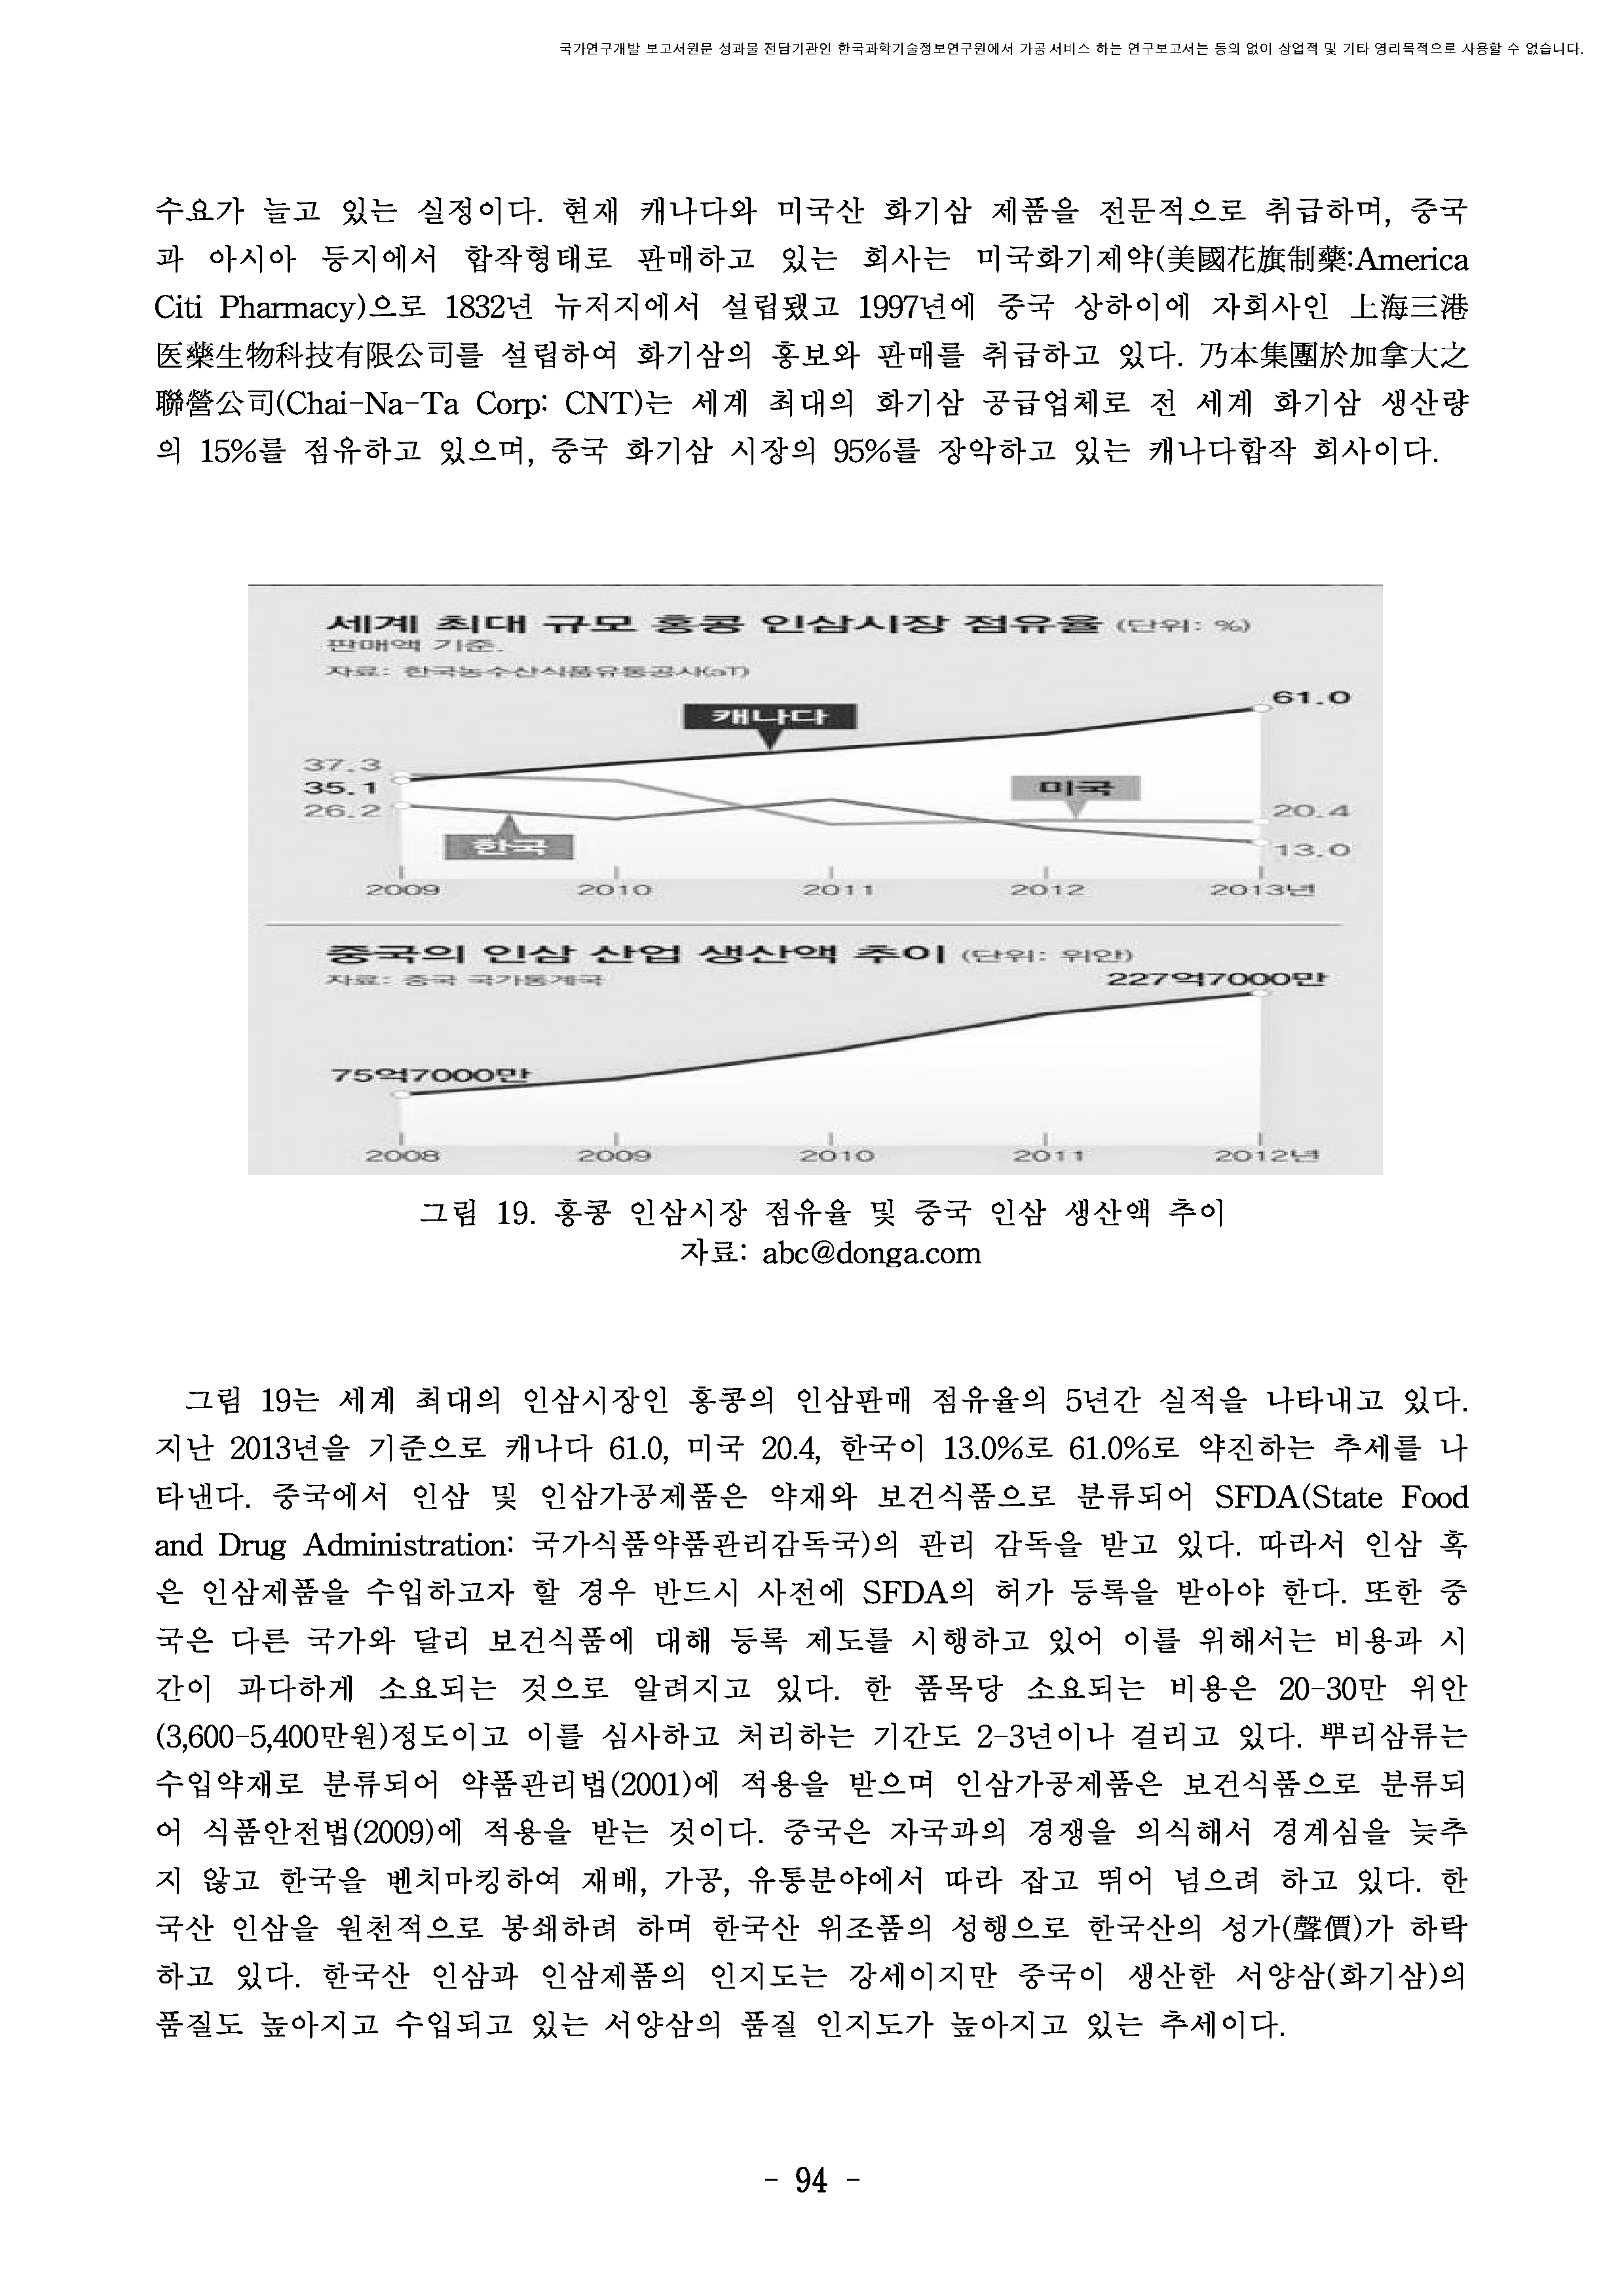 국가연구개발 보고서원문 성과물 전담기관인 한국과학기술정보연구원에서 가공·서비스 하는 연구보고서는 동의 없이 상업적 및 기타 영리목적으로 사용할 수 없습니다.
수요가 늘고 있는 실정이다. 현재 캐나다와 미국산 화기삼 제품을 전문적으로 취급하며, 중국
과 아시아 등지에서 합작형태로 판매하고 있는 회사는 미국화기제약(美國花旗制藥:America
Citi Pharmacy)으로 1832년 뉴저지에서 설립됐고 1997년에 중국 상하이에 자회사인 上海三港
医藥生物科技有限公司를 설립하여 화기삼의 홍보와 판매를 취급하고 있다. 乃本集團於加拿大之
聯營公司(Chai-Na-Ta Corp: CNT)는 세계 최대의 화기삼 공급업체로 전 세계 화기삼 생산량
의 15%를 점유하고 있으며, 중국 화기삼 시장의 95%를 장악하고 있는 캐나다합작 회사이다.
세계 최대 규모 홍콩 인삼시장 점유율 (단위: %)
판매액 기준.
자료: 한국농수산식품유통공사(aT)
61.0
캐나다
37.3
35.1
미국
26.2
20.4
한국
13.0
2009 2010 2011 2012 2013년
중국의 인삼 산업 생산액 추이 (단위: 위안)
자료: 중국 국가통계국
227억7000만
75억7000만
2008 2009 2010 2011 2012년
그림 19. 홍콩 인삼시장 점유율 및 중국 인삼 생산액 추이
자료: abc@donga.com
그림 19는 세계 최대의 인삼시장인 홍콩의 인삼판매 점유율의 5년간 실적을 나타내고 있다.
지난 2013년을 기준으로 캐나다 61.0, 미국 20.4, 한국이 13.0%로 61.0%로 약진하는 추세를 나
타낸다. 중국에서 인삼 및 인삼가공제품은 약재와 보건식품으로 분류되어 SFDA(State Food
and Drug Administration: 국가식품약품관리감독국)의 관리 감독을 받고 있다. 따라서 인삼 혹
은 인삼제품을 수입하고자 할 경우 반드시 사전에 SFDA의 허가 등록을 받아야 한다. 또한 중
국은 다른 국가와 달리 보건식품에 대해 등록 제도를 시행하고 있어 이를 위해서는 비용과 시
간이 과다하게 소요되는 것으로 알려지고 있다. 한 품목당 소요되는 비용은 20-30만 위안
(3,600-5,400만원)정도이고 이를 심사하고 처리하는 기간도 2-3년이나 걸리고 있다. 뿌리삼류는
수입약재로 분류되어 약품관리법(2001)에 적용을 받으며 인삼가공제품은 보건식품으로 분류되
어 식품안전법(2009)에 적용을 받는 것이다. 중국은 자국과의 경쟁을 의식해서 경계심을 늦추
지 않고 한국을 벤치마킹하여 재배, 가공, 유통분야에서 따라 잡고 뛰어 넘으려 하고 있다. 한
국산 인삼을 원천적으로 봉쇄하려 하며 한국산 위조품의 성행으로 한국산의 성가(聲價)가 하락
하고 있다. 한국산 인삼과 인삼제품의 인지도는 강세이지만 중국이 생산한 서양삼(화기삼)의
품질도 높아지고 수입되고 있는 서양삼의 품질 인지도가 높아지고 있는 추세이다.
- 94 -